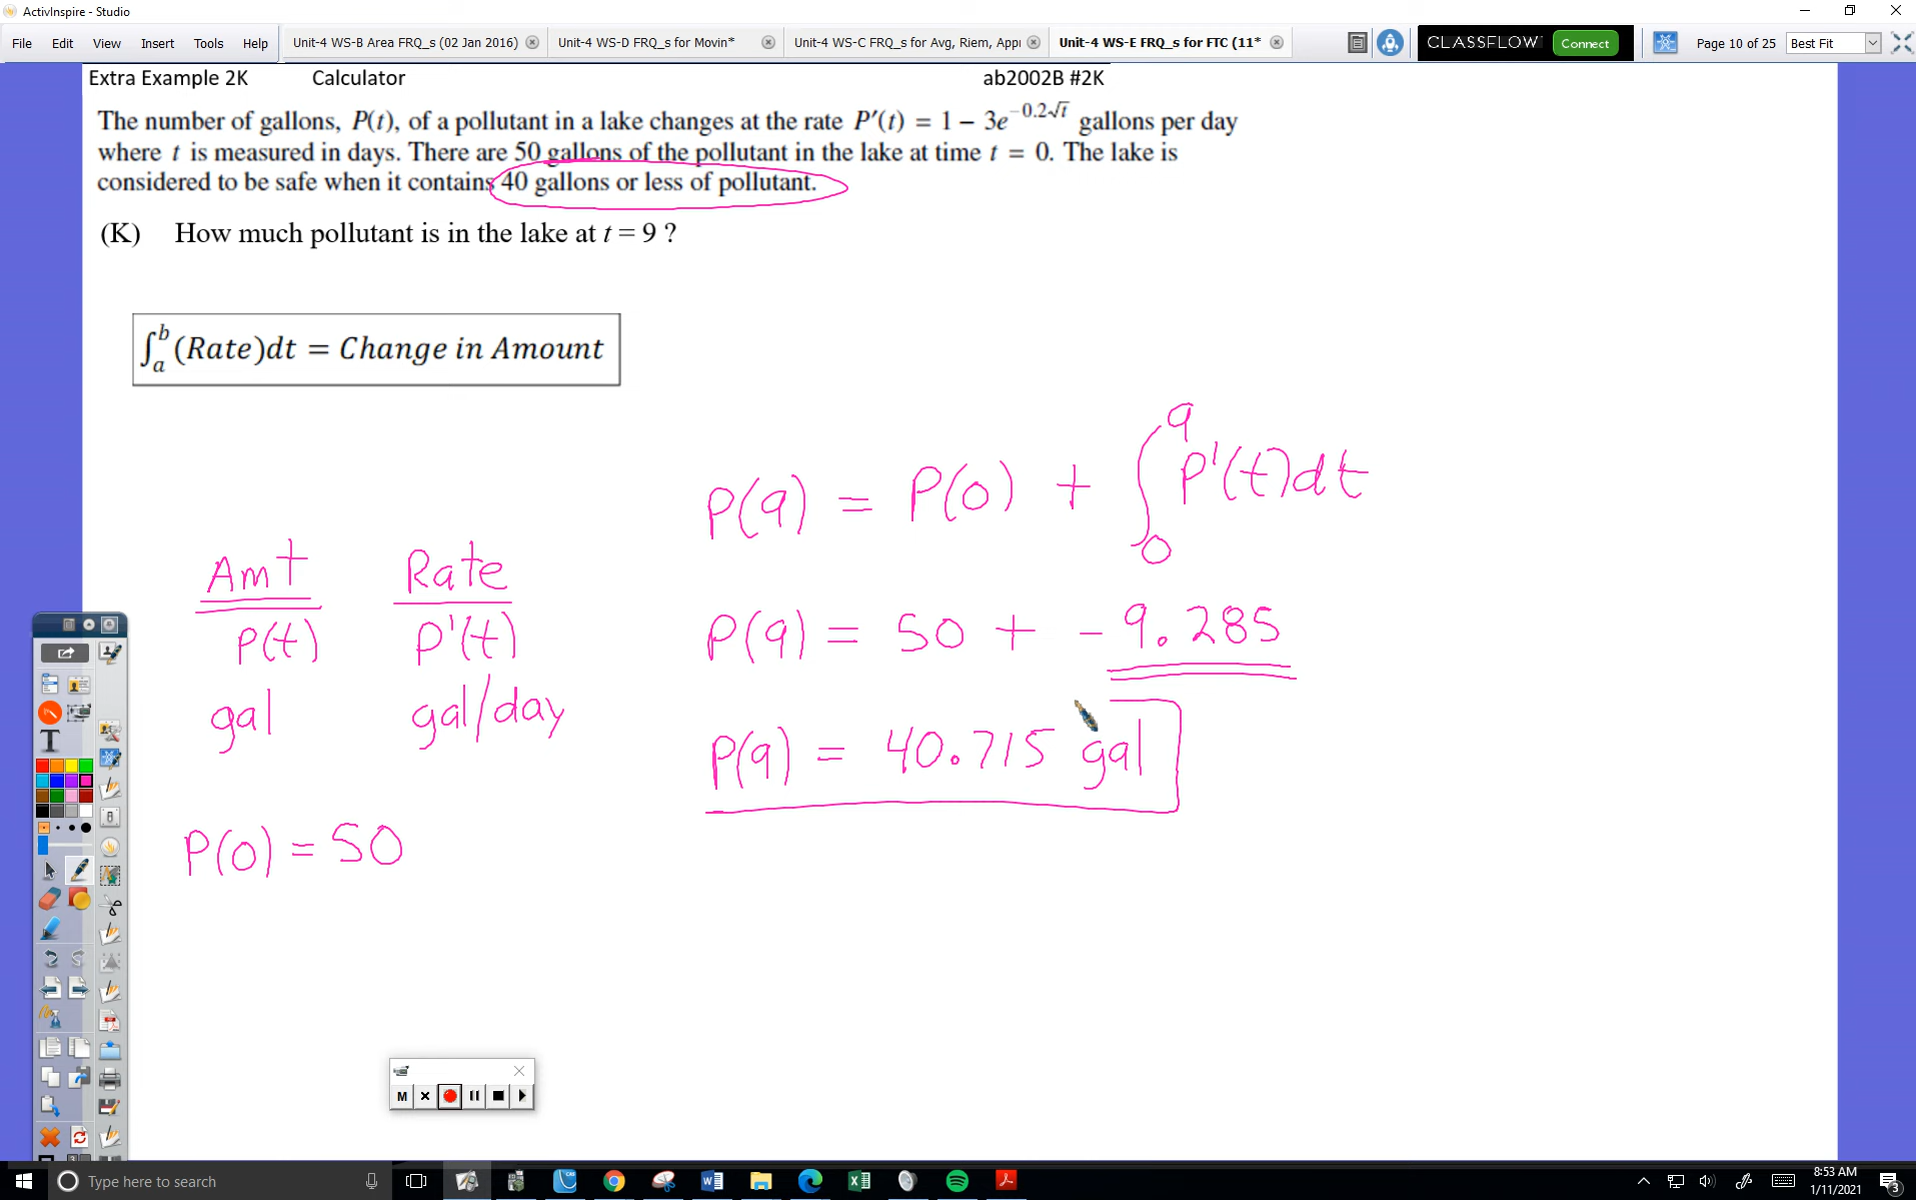 ActivInspire - Studio
File Edit View Insert Tools Help
Unit-4 WS-B Area FRQ_s (02 Jan 2016)
Unit-4 WS-D FRQ_s for Movin*
Unit-4 WS-C FRQ_s for Avg, Riem, Appr
Unit-4 WS-E FRQ_s for FTC (11*
CLASSFLOW
Connect
Page 10 of 25
Best Fit
Extra Example 2K Calculator ab2002B #2K
The number of gallons, P(t), of a pollutant in a lake changes at the rate P′(t) = 1 − 3e^(−0.2√t) gallons per day
where t is measured in days. There are 50 gallons of the pollutant in the lake at time t = 0. The lake is
considered to be safe when it contains 40 gallons or less of pollutant.
(K) How much pollutant is in the lake at t = 9 ?
∫_a^b (Rate)dt = Change in Amount
P(9) = P(0) + ∫_0^9 P'(t)dt
Amt Rate
P(t) P'(t)
gal gal/day
P(0) = 50
P(9) = 50 + -9.285
P(9) = 40.715 gal
T
M
Type here to search
8:53 AM
1/11/2021
3